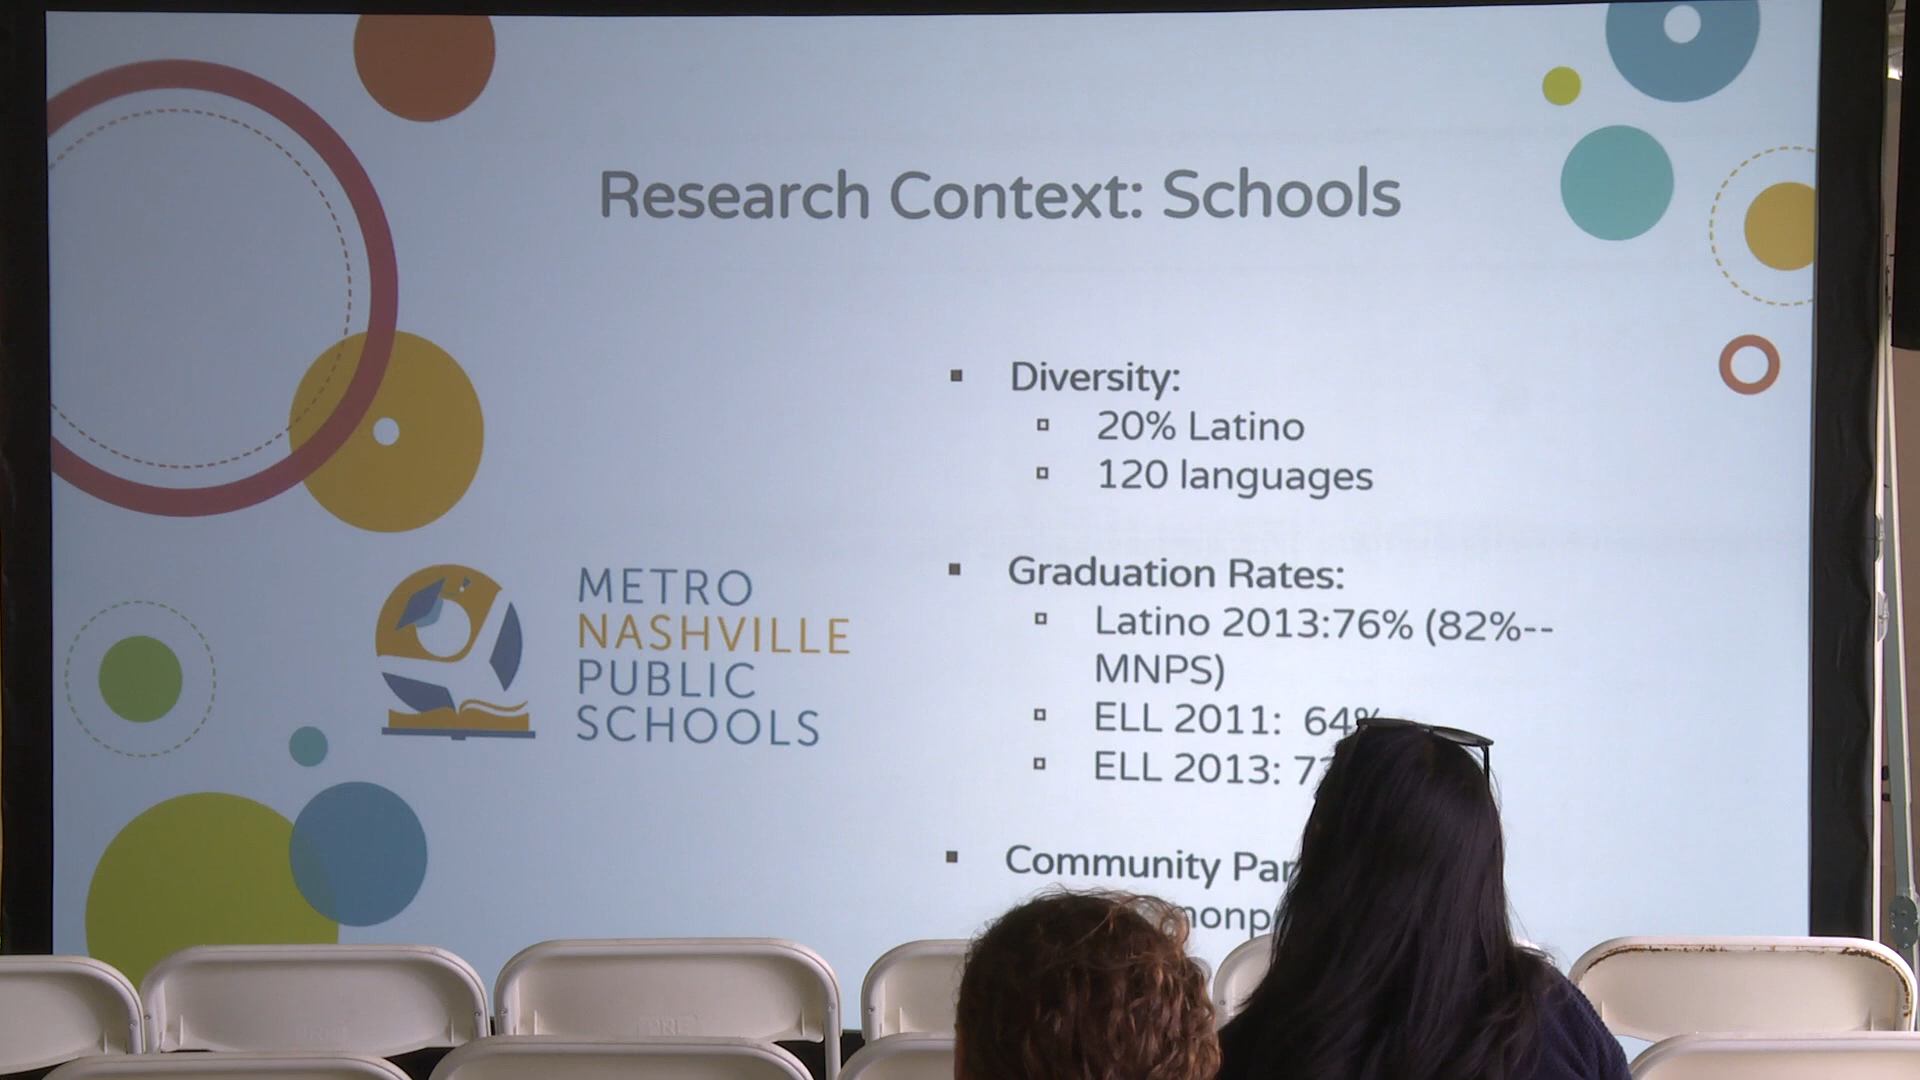 Research Context: Schools
Diversity:
20% Latino
120 languages
METRO
NASHVILLE
PUBLIC
SCHOOLS
Graduation Rates:
Latino 2013:76% (82%--
MNPS)
ELL 2011: 64%
ELL 2013:
Community